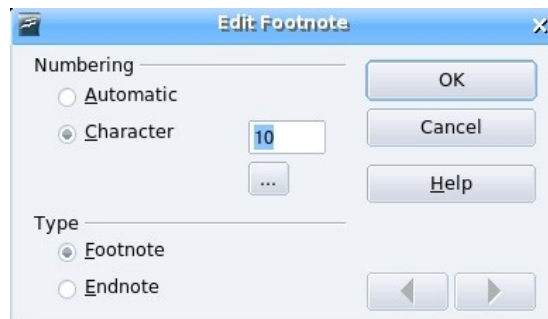 Edit Footnote
Numbering
Automatic
Character
10
...
Type
Footnote
Endnote
OK
Cancel
Help